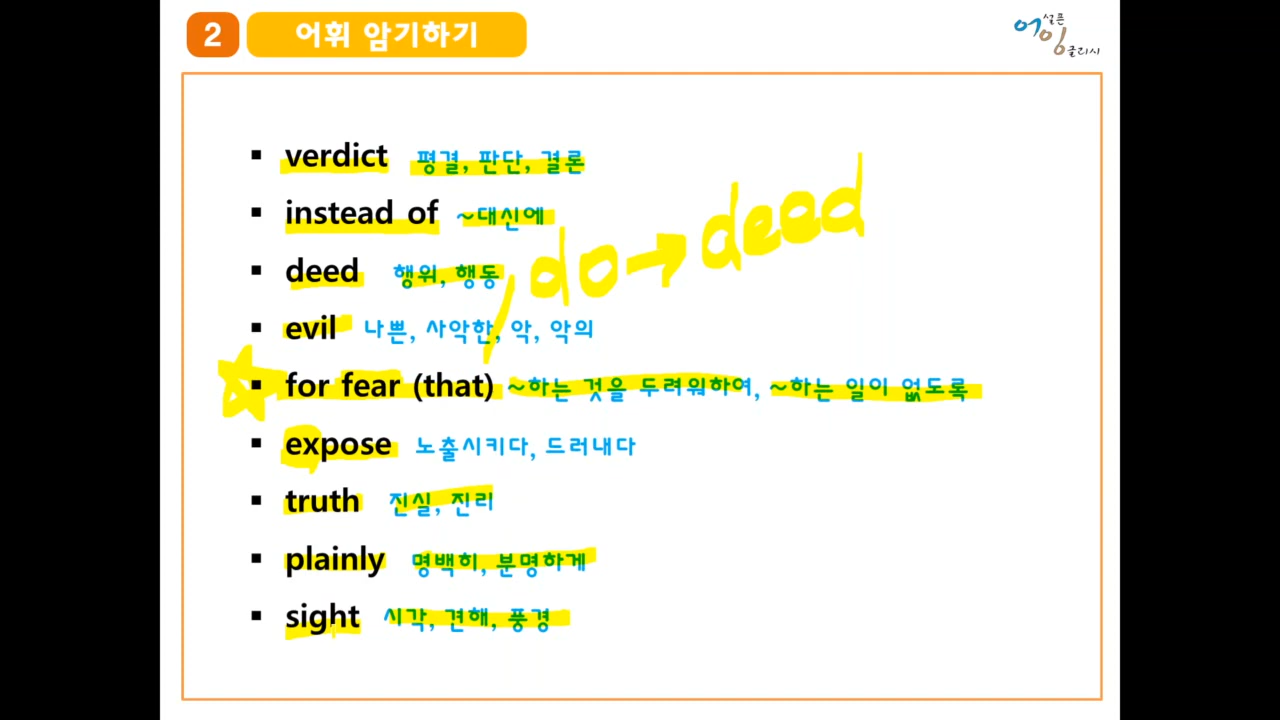 2 어휘 암기하기
어설픈
잉글리시
verdict 평결, 판단, 결론
instead of ~대신에
do → deed
deed 행위, 행동
evil 나쁜, 사악한, 악, 악의
for fear (that) ~하는 것을 두려워하여, ~하는 일이 없도록
expose 노출시키다, 드러내다
truth 진실, 진리
plainly 명백히, 분명하게
sight 시각, 견해, 풍경